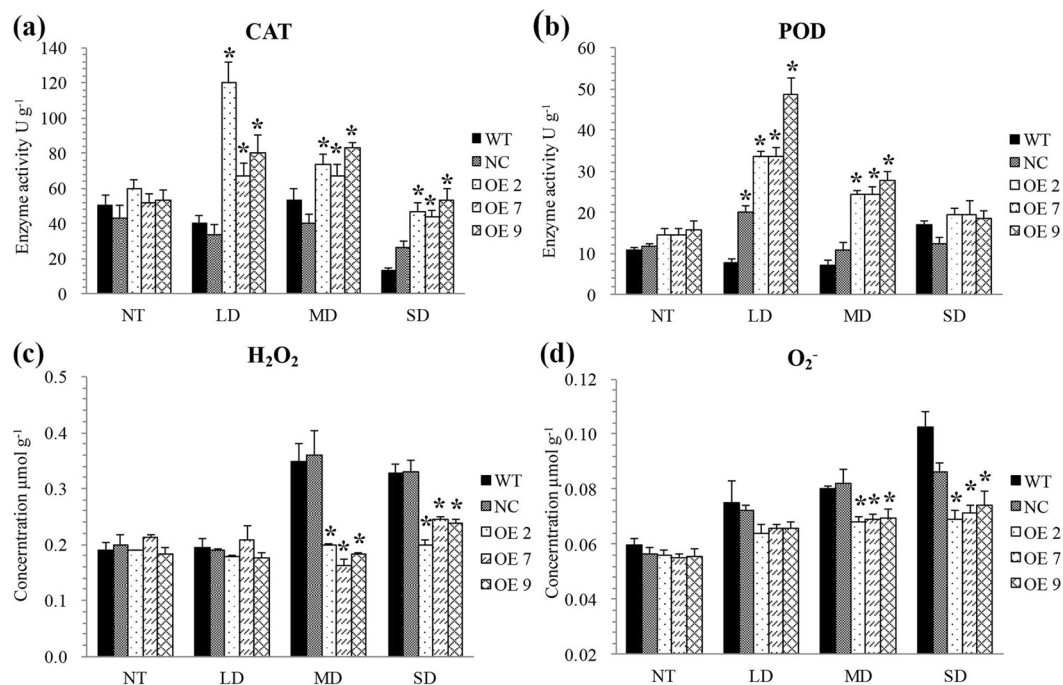 (a)
CAT
Enzyme activity U g⁻¹
140
120
100
80
60
40
20
0
* * * * * * * * *
NT LD MD SD
WT
NC
OE 2
OE 7
OE 9
(b)
POD
Enzyme activity U g⁻¹
60
50
40
30
20
10
0
* * * * * * *
NT LD MD SD
WT
NC
OE 2
OE 7
OE 9
(c)
H₂O₂
Concerntration μmol g⁻¹
0.5
0.4
0.3
0.2
0.1
0.0
* * * * * *
NT LD MD SD
WT
NC
OE 2
OE 7
OE 9
(d)
O₂⁻
Concerntration μmol g⁻¹
0.12
0.10
0.08
0.06
0.04
0.02
* * * * * *
NT LD MD SD
WT
NC
OE 2
OE 7
OE 9